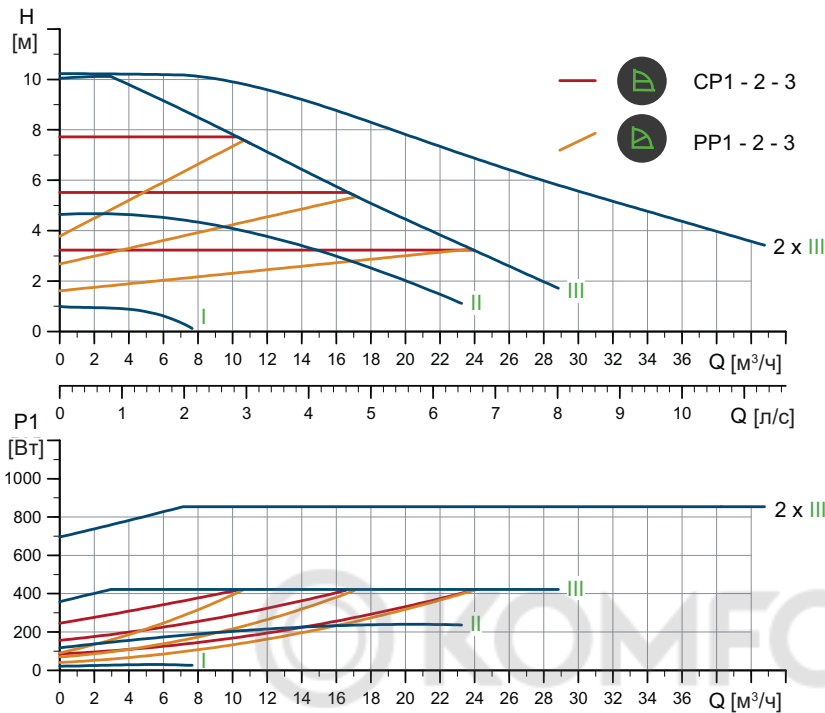 H
[м]
10
8
6
4
2
0
CP1 - 2 - 3
PP1 - 2 - 3
2 x III
III
II
I
0 2 4 6 8 10 12 14 16 18 20 22 24 26 28 30 32 34 36 Q [м³/ч]
0 1 2 3 4 5 6 7 8 9 10 Q [л/с]
P1
[Вт]
1000
800
600
400
200
0
2 x III
III
II
I
KOMFO
0 2 4 6 8 10 12 14 16 18 20 22 24 26 28 30 32 34 36 Q [м³/ч]